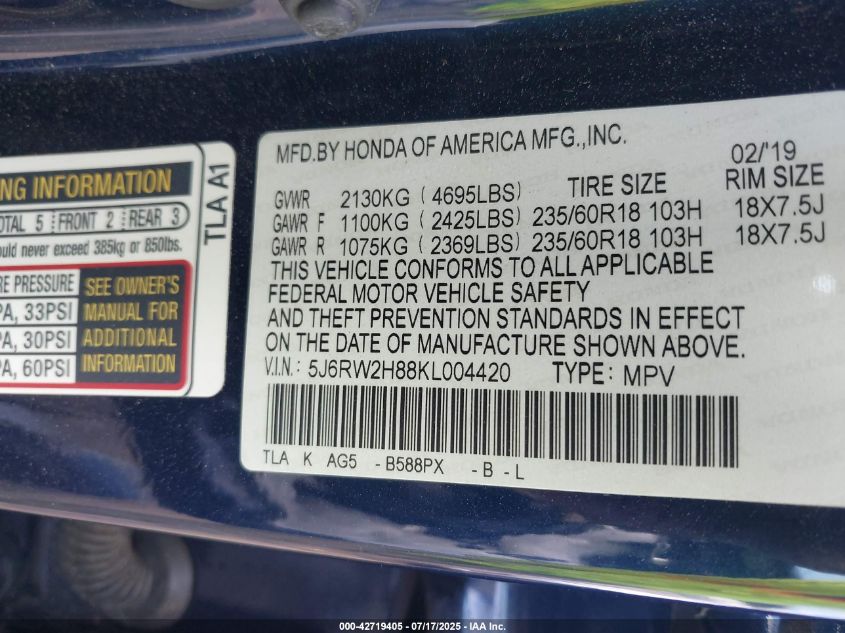 NG INFORMATION
OTAL 5 FRONT 2 REAR 3
ould never exceed 385kg or 850lbs.
RE PRESSURE
SEE OWNER'S
MANUAL FOR
ADDITIONAL
INFORMATION
PA, 33PSI
PA, 30PSI
PA, 60PSI
TLA A1
MFD.BY HONDA OF AMERICA MFG.,INC. 02/'19
GVWR 2130KG (4695LBS) TIRE SIZE RIM SIZE
GAWR F 1100KG (2425LBS) 235/60R18 103H 18X7.5J
GAWR R 1075KG (2369LBS) 235/60R18 103H 18X7.5J
THIS VEHICLE CONFORMS TO ALL APPLICABLE
FEDERAL MOTOR VEHICLE SAFETY
AND THEFT PREVENTION STANDARDS IN EFFECT
ON THE DATE OF MANUFACTURE SHOWN ABOVE.
V.I.N.: 5J6RW2H88KL004420 TYPE: MPV
TLA K AG5 -B588PX -B-L
000-42719405 - 07/17/2025 - IAA Inc.